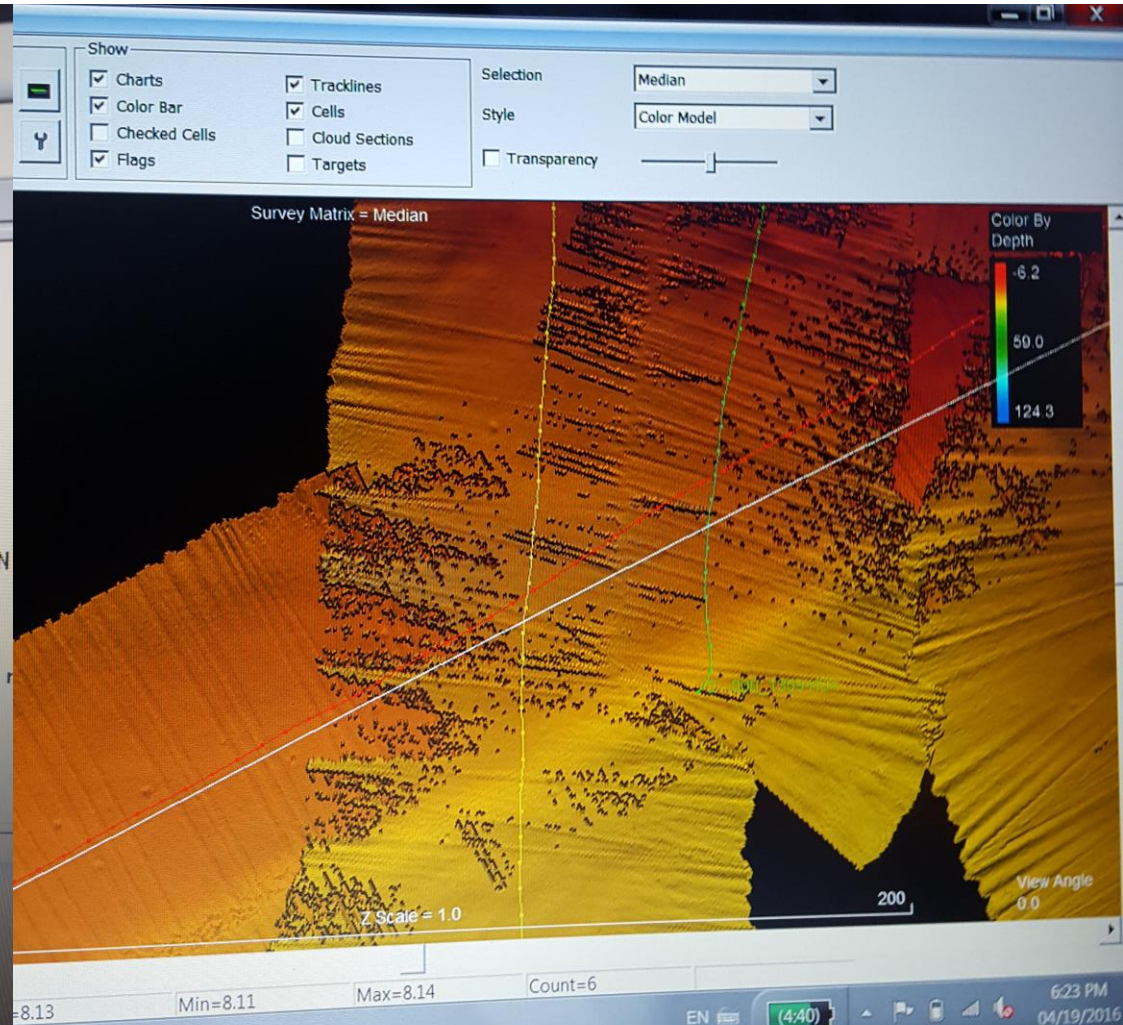 Show
Charts
Color Bar
Checked Cells
Flags
Tracklines
Cells
Cloud Sections
Targets
Selection
Median
Style
Color Model
Transparency
Survey Matrix = Median
Color By
Depth
-6.2
59.0
124.3
200
View Angle
0.0
Z Scale = 1.0
=8.13
Min=8.11
Max=8.14
Count=6
EN
(4:40)
6:23 PM
04/19/2016
N